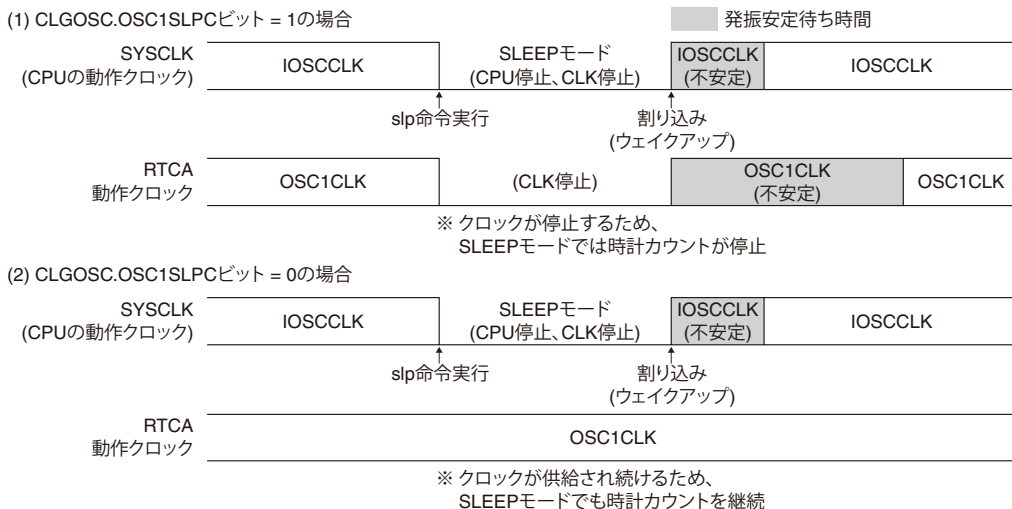 (1) CLGOSC.OSC1SLPCビット = 1の場合
発振安定待ち時間
SYSCLK
(CPUの動作クロック)
IOSCCLK
SLEEPモード
(CPU停止、CLK停止)
IOSCCLK
(不安定)
IOSCCLK
slp命令実行
割り込み
(ウェイクアップ)
RTCA
動作クロック
OSC1CLK
(CLK停止)
OSC1CLK
(不安定)
OSC1CLK
※ クロックが停止するため、
SLEEPモードでは時計カウントが停止
(2) CLGOSC.OSC1SLPCビット = 0の場合
SYSCLK
(CPUの動作クロック)
IOSCCLK
SLEEPモード
(CPU停止、CLK停止)
IOSCCLK
(不安定)
IOSCCLK
slp命令実行
割り込み
(ウェイクアップ)
RTCA
動作クロック
OSC1CLK
※ クロックが供給され続けるため、
SLEEPモードでも時計カウントを継続